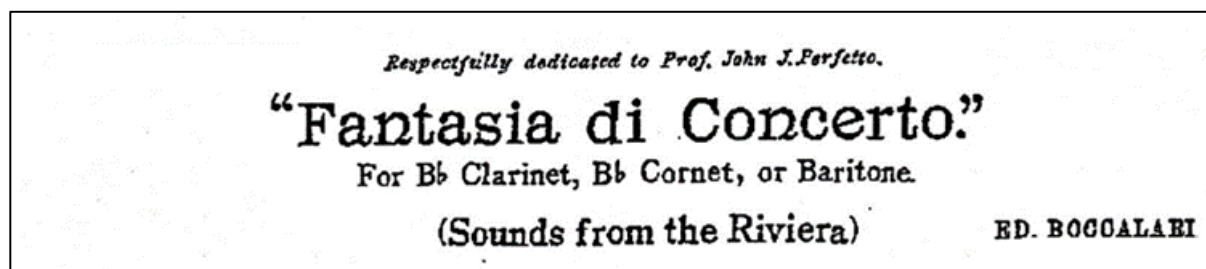 Respectfully dedicated to Prof. John J. Perfetto.
“Fantasia di Concerto.”
For B♭ Clarinet, B♭ Cornet, or Baritone.
(Sounds from the Riviera) ED. BOCCALARI